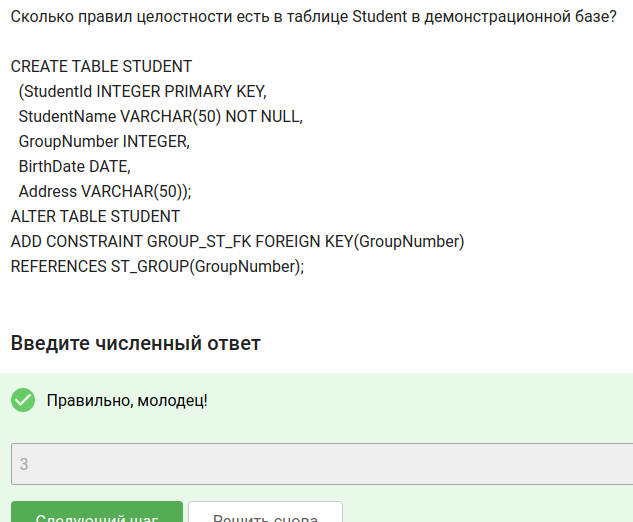 Сколько правил целостности есть в таблице Student в демонстрационной базе?
CREATE TABLE STUDENT
(StudentId INTEGER PRIMARY KEY,
StudentName VARCHAR(50) NOT NULL,
GroupNumber INTEGER,
BirthDate DATE,
Address VARCHAR(50));
ALTER TABLE STUDENT
ADD CONSTRAINT GROUP_ST_FK FOREIGN KEY(GroupNumber)
REFERENCES ST_GROUP(GroupNumber);
Введите численный ответ
Правильно, молодец!
3
Следующий шаг Решить снова